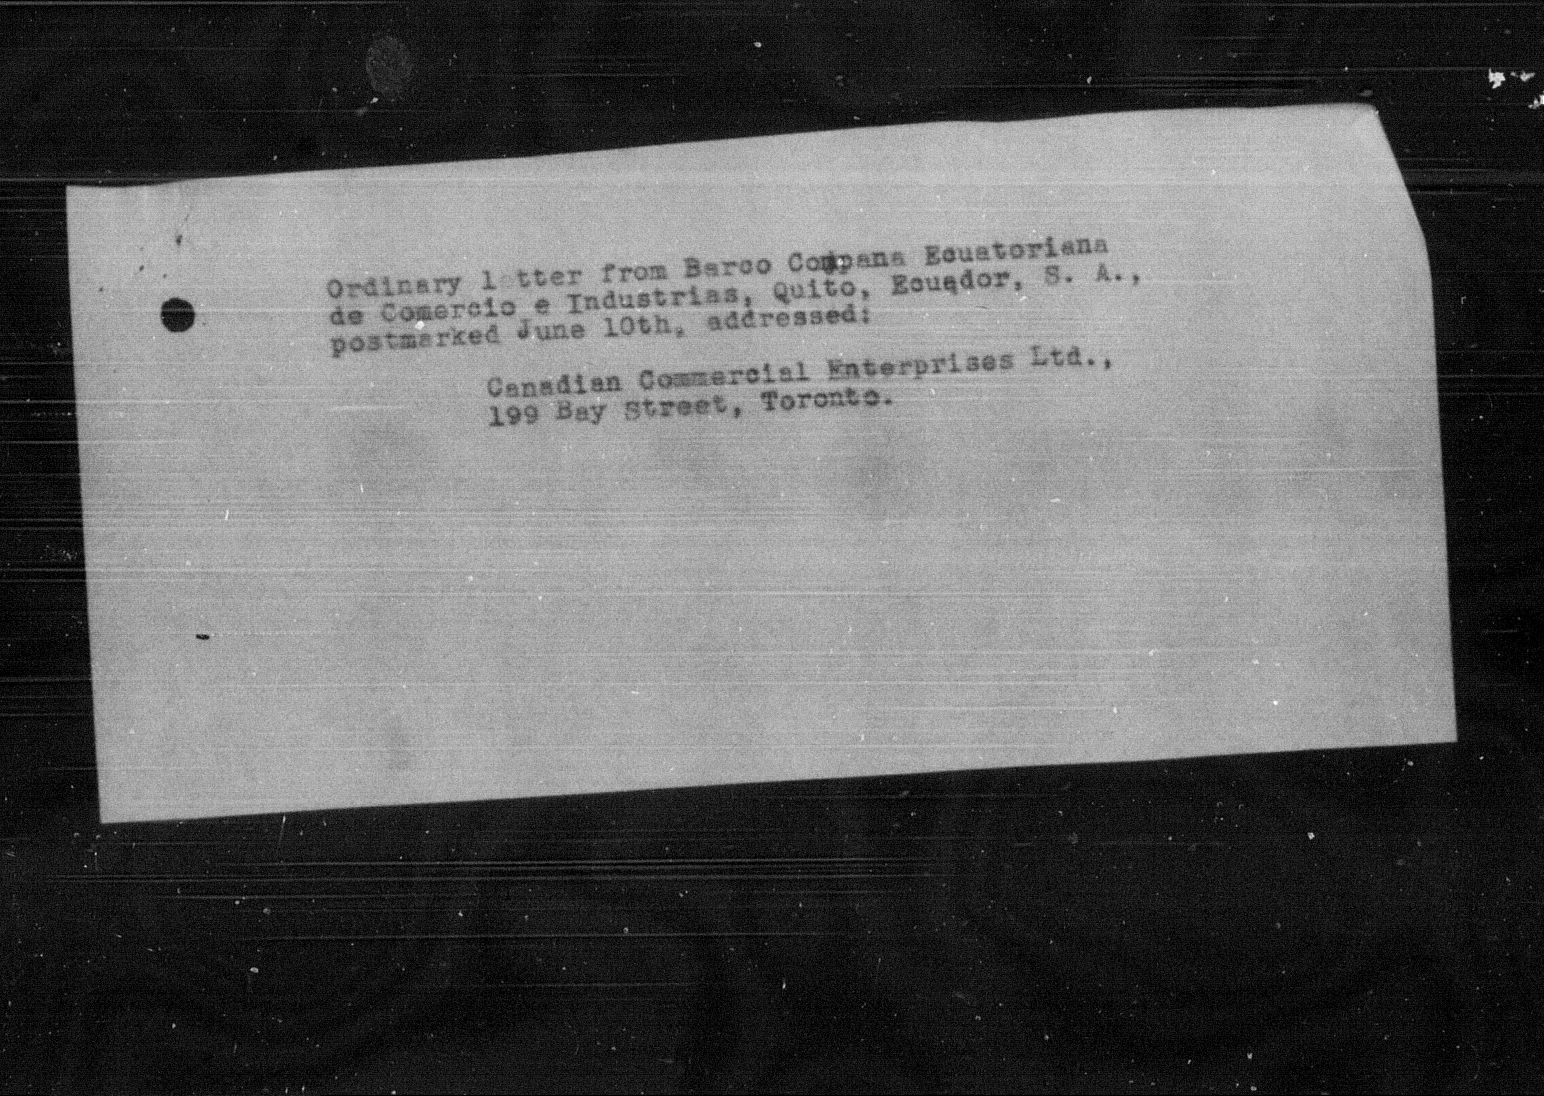 Ordinary letter from Barco Compana Ecuatoriana
de Comercio e Industrias, Quito, Ecuador, S. A.,
postmarked June 10th, addressed:
Canadian Commercial Enterprises Ltd.,
199 Bay Street, Toronto.